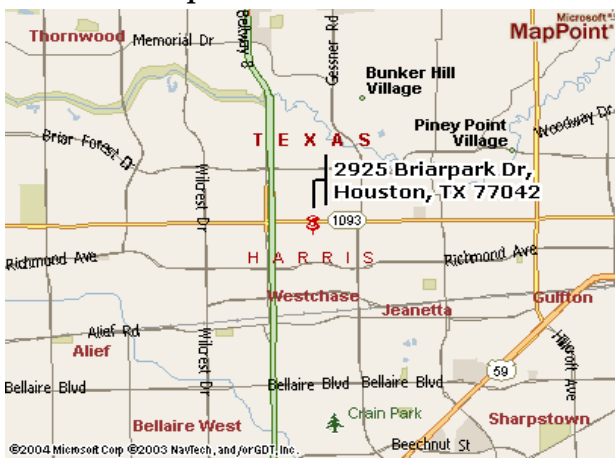 Microsoft®
MapPoint®
Thornwood
Memorial Dr
Beltway 8
Gessner Rd
Bunker Hill
Village
Piney Point
Village
Woodway Dr
Briar Forest Dr
TEXAS
2925 Briarpark Dr,
Houston, TX 77042
Wilcrest Dr
1093
Richmond Ave
HARRIS
Richmond Ave
Westchase
Jeanetta
Gulfton
Alief Rd
Alief
Wilcrest Dr
59
Hillcroft Ave
Bellaire Blvd
Bellaire Blvd
Bellaire Blvd
Crain Park
Bellaire West
Sharpstown
Beechnut St
©2004 Microsoft Corp ©2003 NavTech, and/or GDT, Inc.